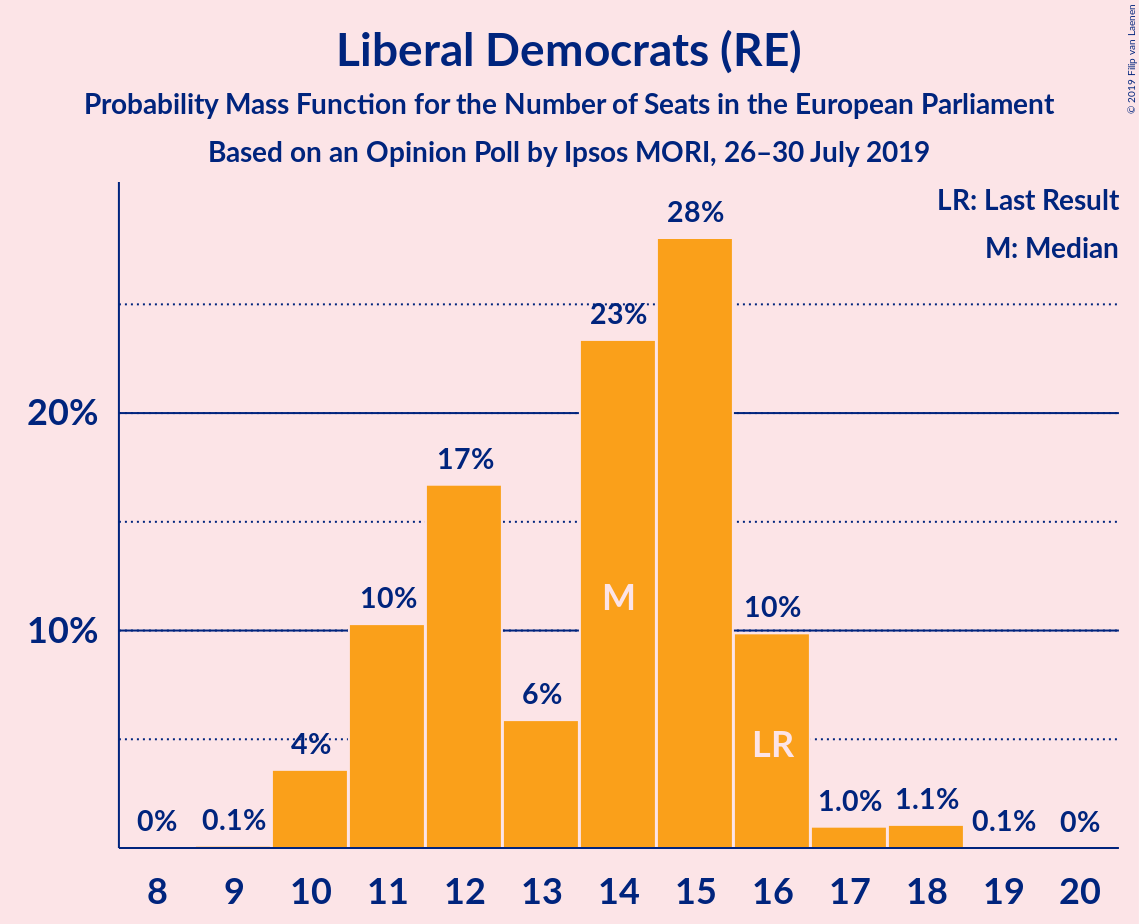 Liberal Democrats (RE)
Probability Mass Function for the Number of Seats in the European Parliament
Based on an Opinion Poll by Ipsos MORI, 26–30 July 2019
© 2019 Filip van Laenen
LR: Last Result
M: Median
28%
23%
20%
17%
10%
10%
10%
6%
4%
M
LR
0%
0.1%
1.0%
1.1%
0.1%
0%
8 9 10 11 12 13 14 15 16 17 18 19 20